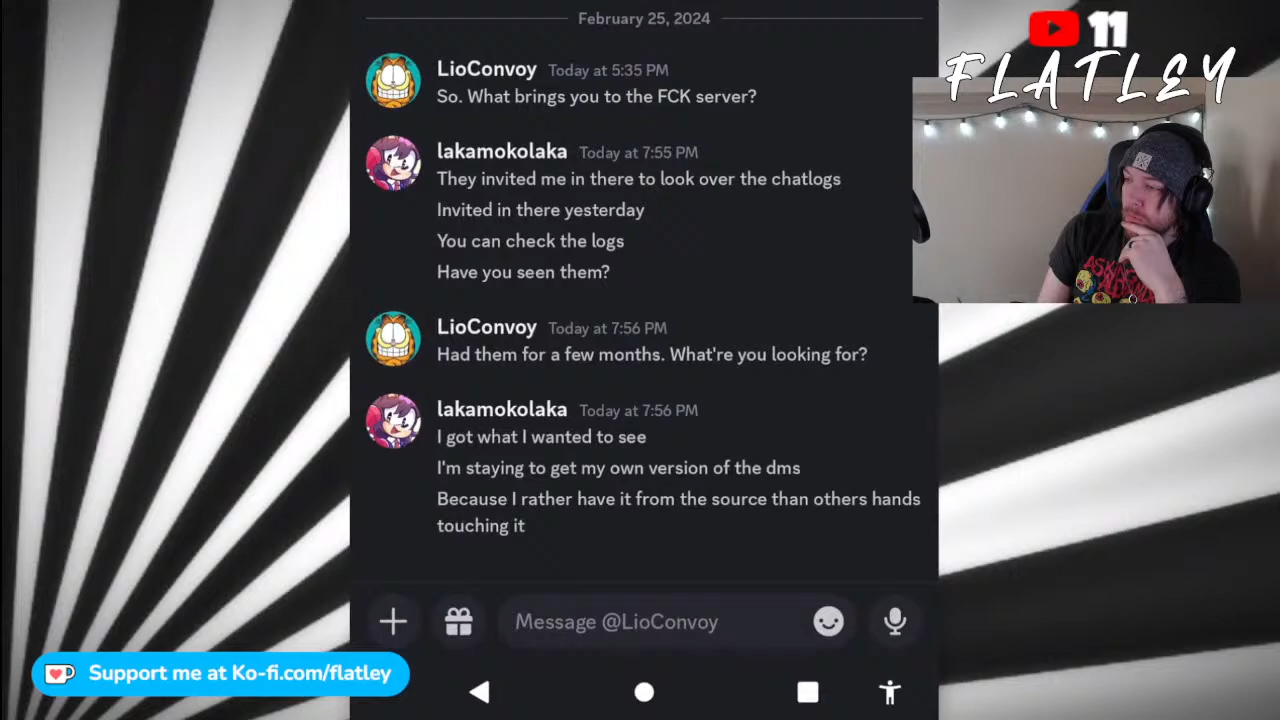 February 25, 2024
11
FLATLEY
LioConvoy Today at 5:35 PM
So. What brings you to the FCK server?
lakamokolaka Today at 7:55 PM
They invited me in there to look over the chatlogs
Invited in there yesterday
You can check the logs
Have you seen them?
LioConvoy Today at 7:56 PM
Had them for a few months. What're you looking for?
lakamokolaka Today at 7:56 PM
I got what I wanted to see
I'm staying to get my own version of the dms
Because I rather have it from the source than others hands
touching it
Message @LioConvoy
Support me at Ko-fi.com/flatley